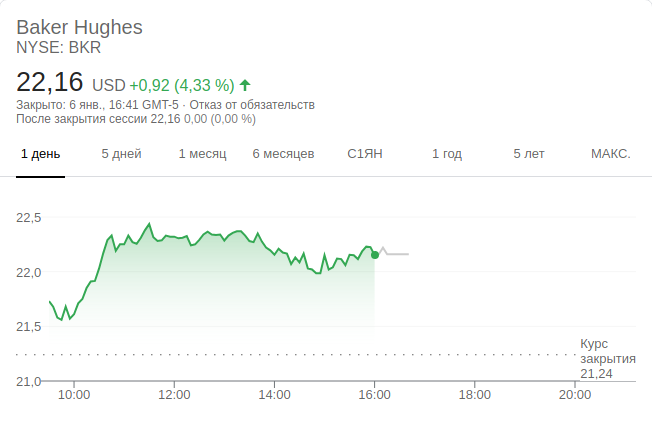 Baker Hughes
NYSE: BKR
22,16 USD +0,92 (4,33 %)
Закрыто: 6 янв., 16:41 GMT-5 · Отказ от обязательств
После закрытия сессии 22,16 0,00 (0,00 %)
1 день 5 дней 1 месяц 6 месяцев С1ЯН 1 год 5 лет МАКС.
22,5
22,0
21,5
Курс
закрытия
21,24
21,0
10:00 12:00 14:00 16:00 18:00 20:00